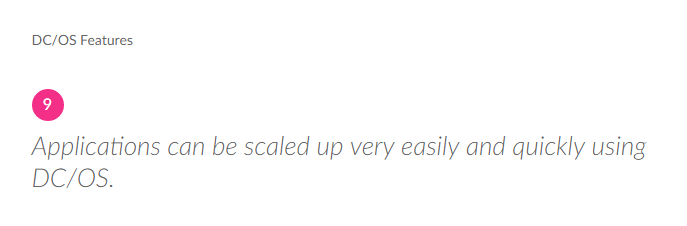 DC/OS Features
9
Applications can be scaled up very easily and quickly using
DC/OS.